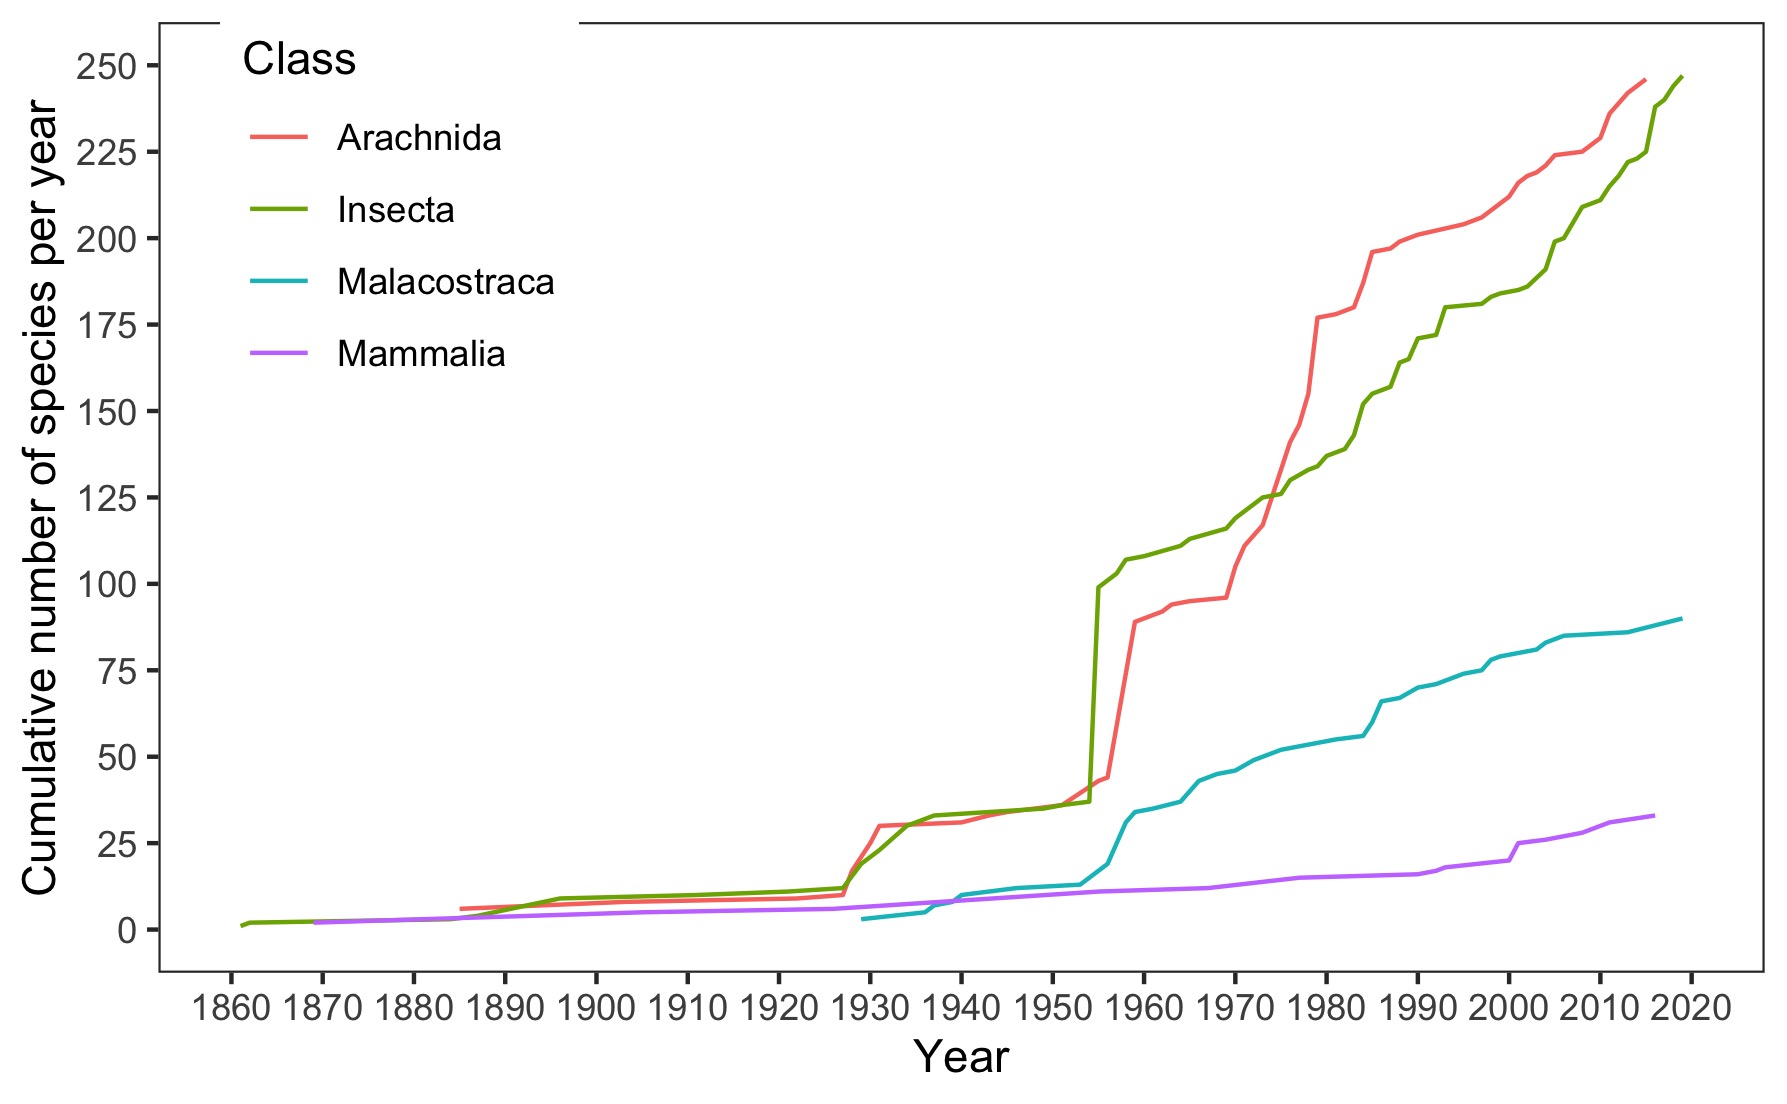 Class
Arachnida
Insecta
Malacostraca
Mammalia
Cumulative number of species per year
250
225
200
175
150
125
100
75
50
25
0
1860 1870 1880 1890 1900 1910 1920 1930 1940 1950 1960 1970 1980 1990 2000 2010 2020
Year